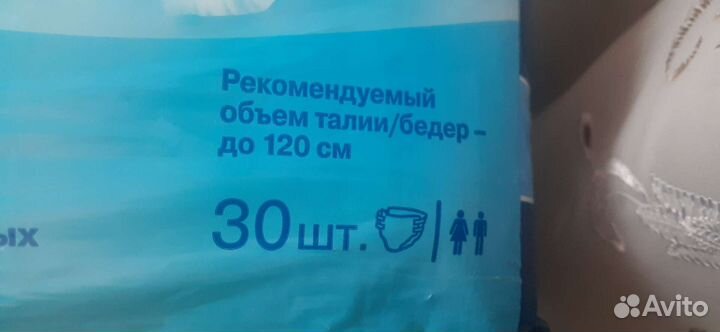 Рекомендуемый
объем талии/бедер –
до 120 см
30 шт.
ых
Avito